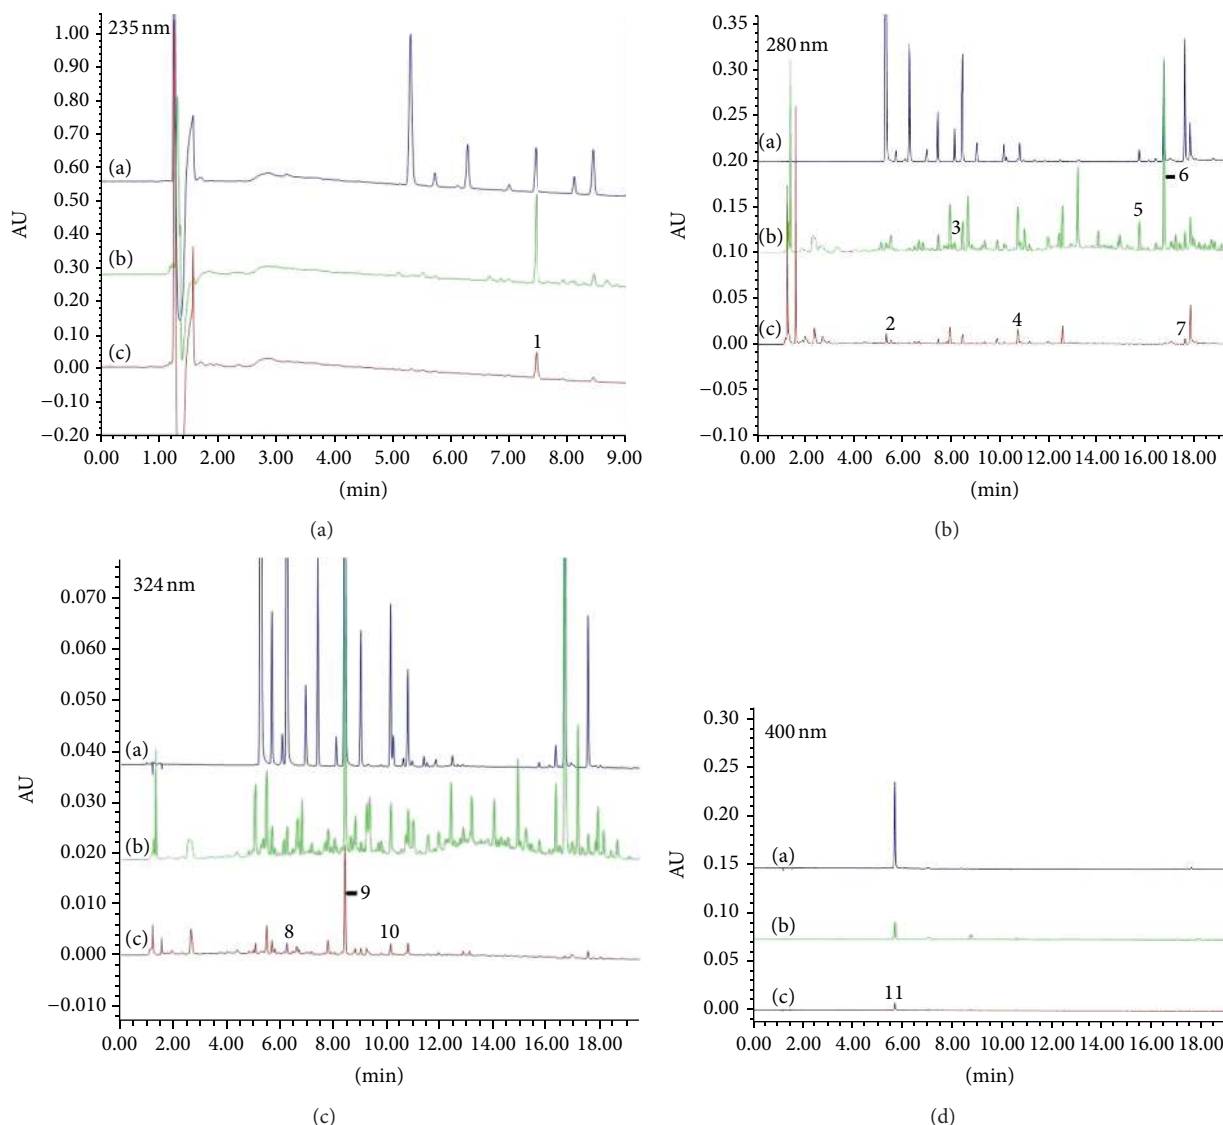 235 nm
1.00
0.90
0.80
0.70
0.60
0.50
0.40
0.30
0.20
0.10
0.00
−0.10
−0.20
AU
(a)
(b)
(c)
1
0.00 1.00 2.00 3.00 4.00 5.00 6.00 7.00 8.00 9.00
(min)
(a)
280 nm
0.35
0.30
0.25
0.20
0.15
0.10
0.05
0.00
−0.05
−0.10
AU
(a)
(b)
(c)
6
3
5
2
4
7
0.00 2.00 4.00 6.00 8.00 10.00 12.00 14.00 16.00 18.00
(min)
(b)
324 nm
0.070
0.060
0.050
0.040
0.030
0.020
0.010
0.000
−0.010
AU
(a)
(b)
(c)
9
8
10
0.00 2.00 4.00 6.00 8.00 10.00 12.00 14.00 16.00 18.00
(min)
(c)
400 nm
0.30
0.25
0.20
0.15
0.10
0.05
0.00
AU
(a)
(b)
(c)
11
0.00 2.00 4.00 6.00 8.00 10.00 12.00 14.00 16.00 18.00
(min)
(d)